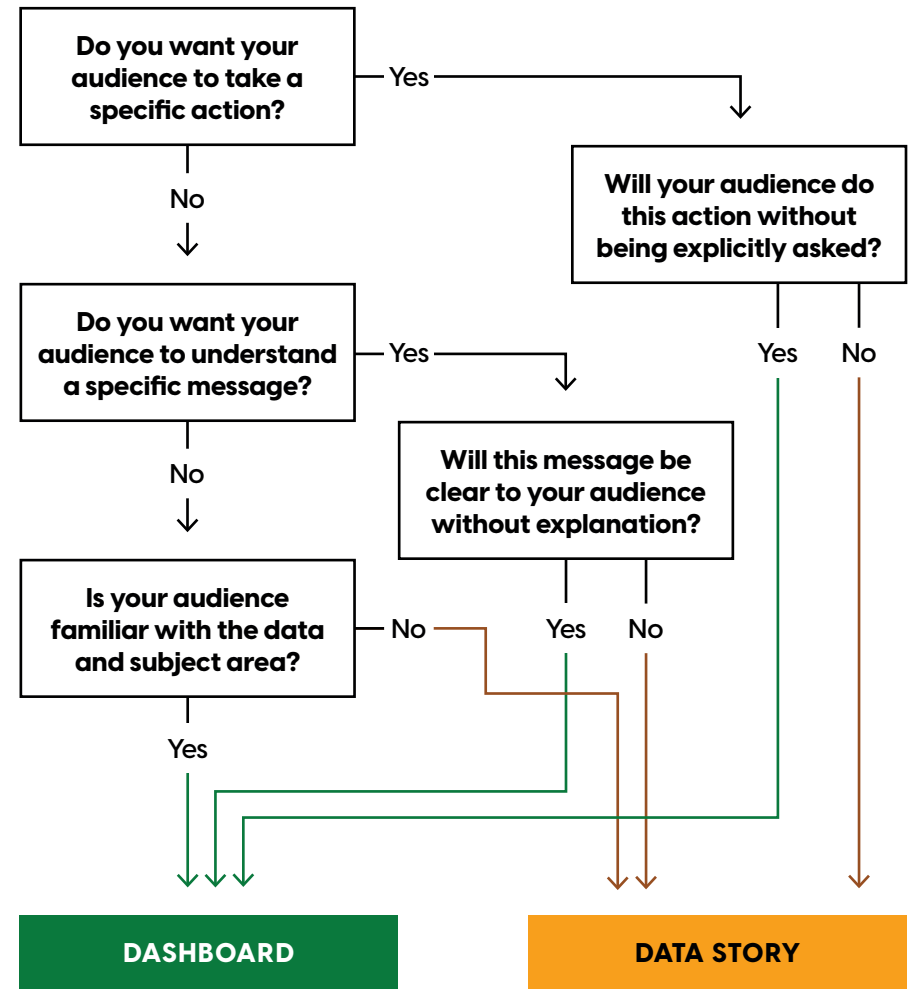 Do you want your
audience to take a
specific action?
Yes
No
Will your audience do
this action without
being explicitly asked?
Yes
No
Do you want your
audience to understand
a specific message?
Yes
No
Will this message be
clear to your audience
without explanation?
Yes
No
Is your audience
familiar with the data
and subject area?
No
Yes
DASHBOARD
DATA STORY